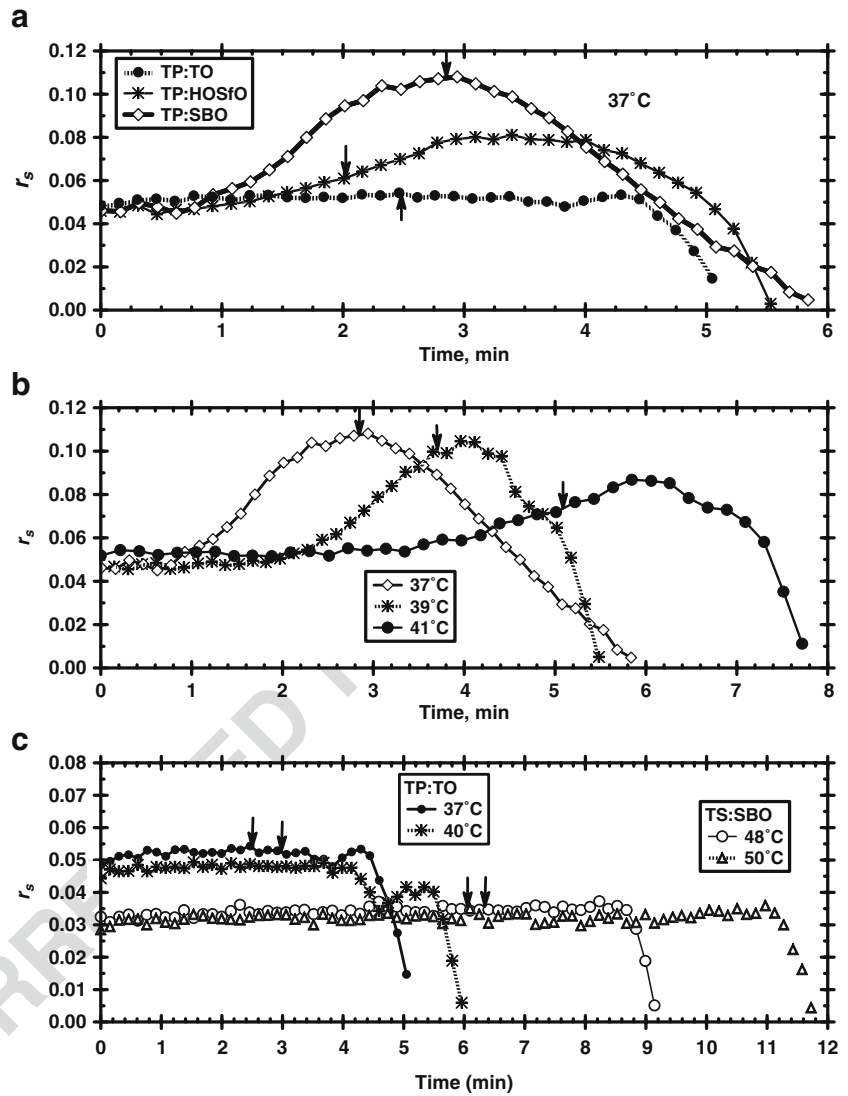 a
0.12
0.10
0.08
0.06
0.04
0.02
0.00
r_s
TP:TO
TP:HOSfO
TP:SBO
37°C
0 1 2 3 4 5 6
Time, min
b
0.12
0.10
0.08
0.06
0.04
0.02
0.00
r_s
37°C
39°C
41°C
0 1 2 3 4 5 6 7 8
Time, min
c
0.08
0.07
0.06
0.05
0.04
0.03
0.02
0.01
0.00
r_s
TP:TO
37°C
40°C
TS:SBO
48°C
50°C
0 1 2 3 4 5 6 7 8 9 10 11 12
Time (min)